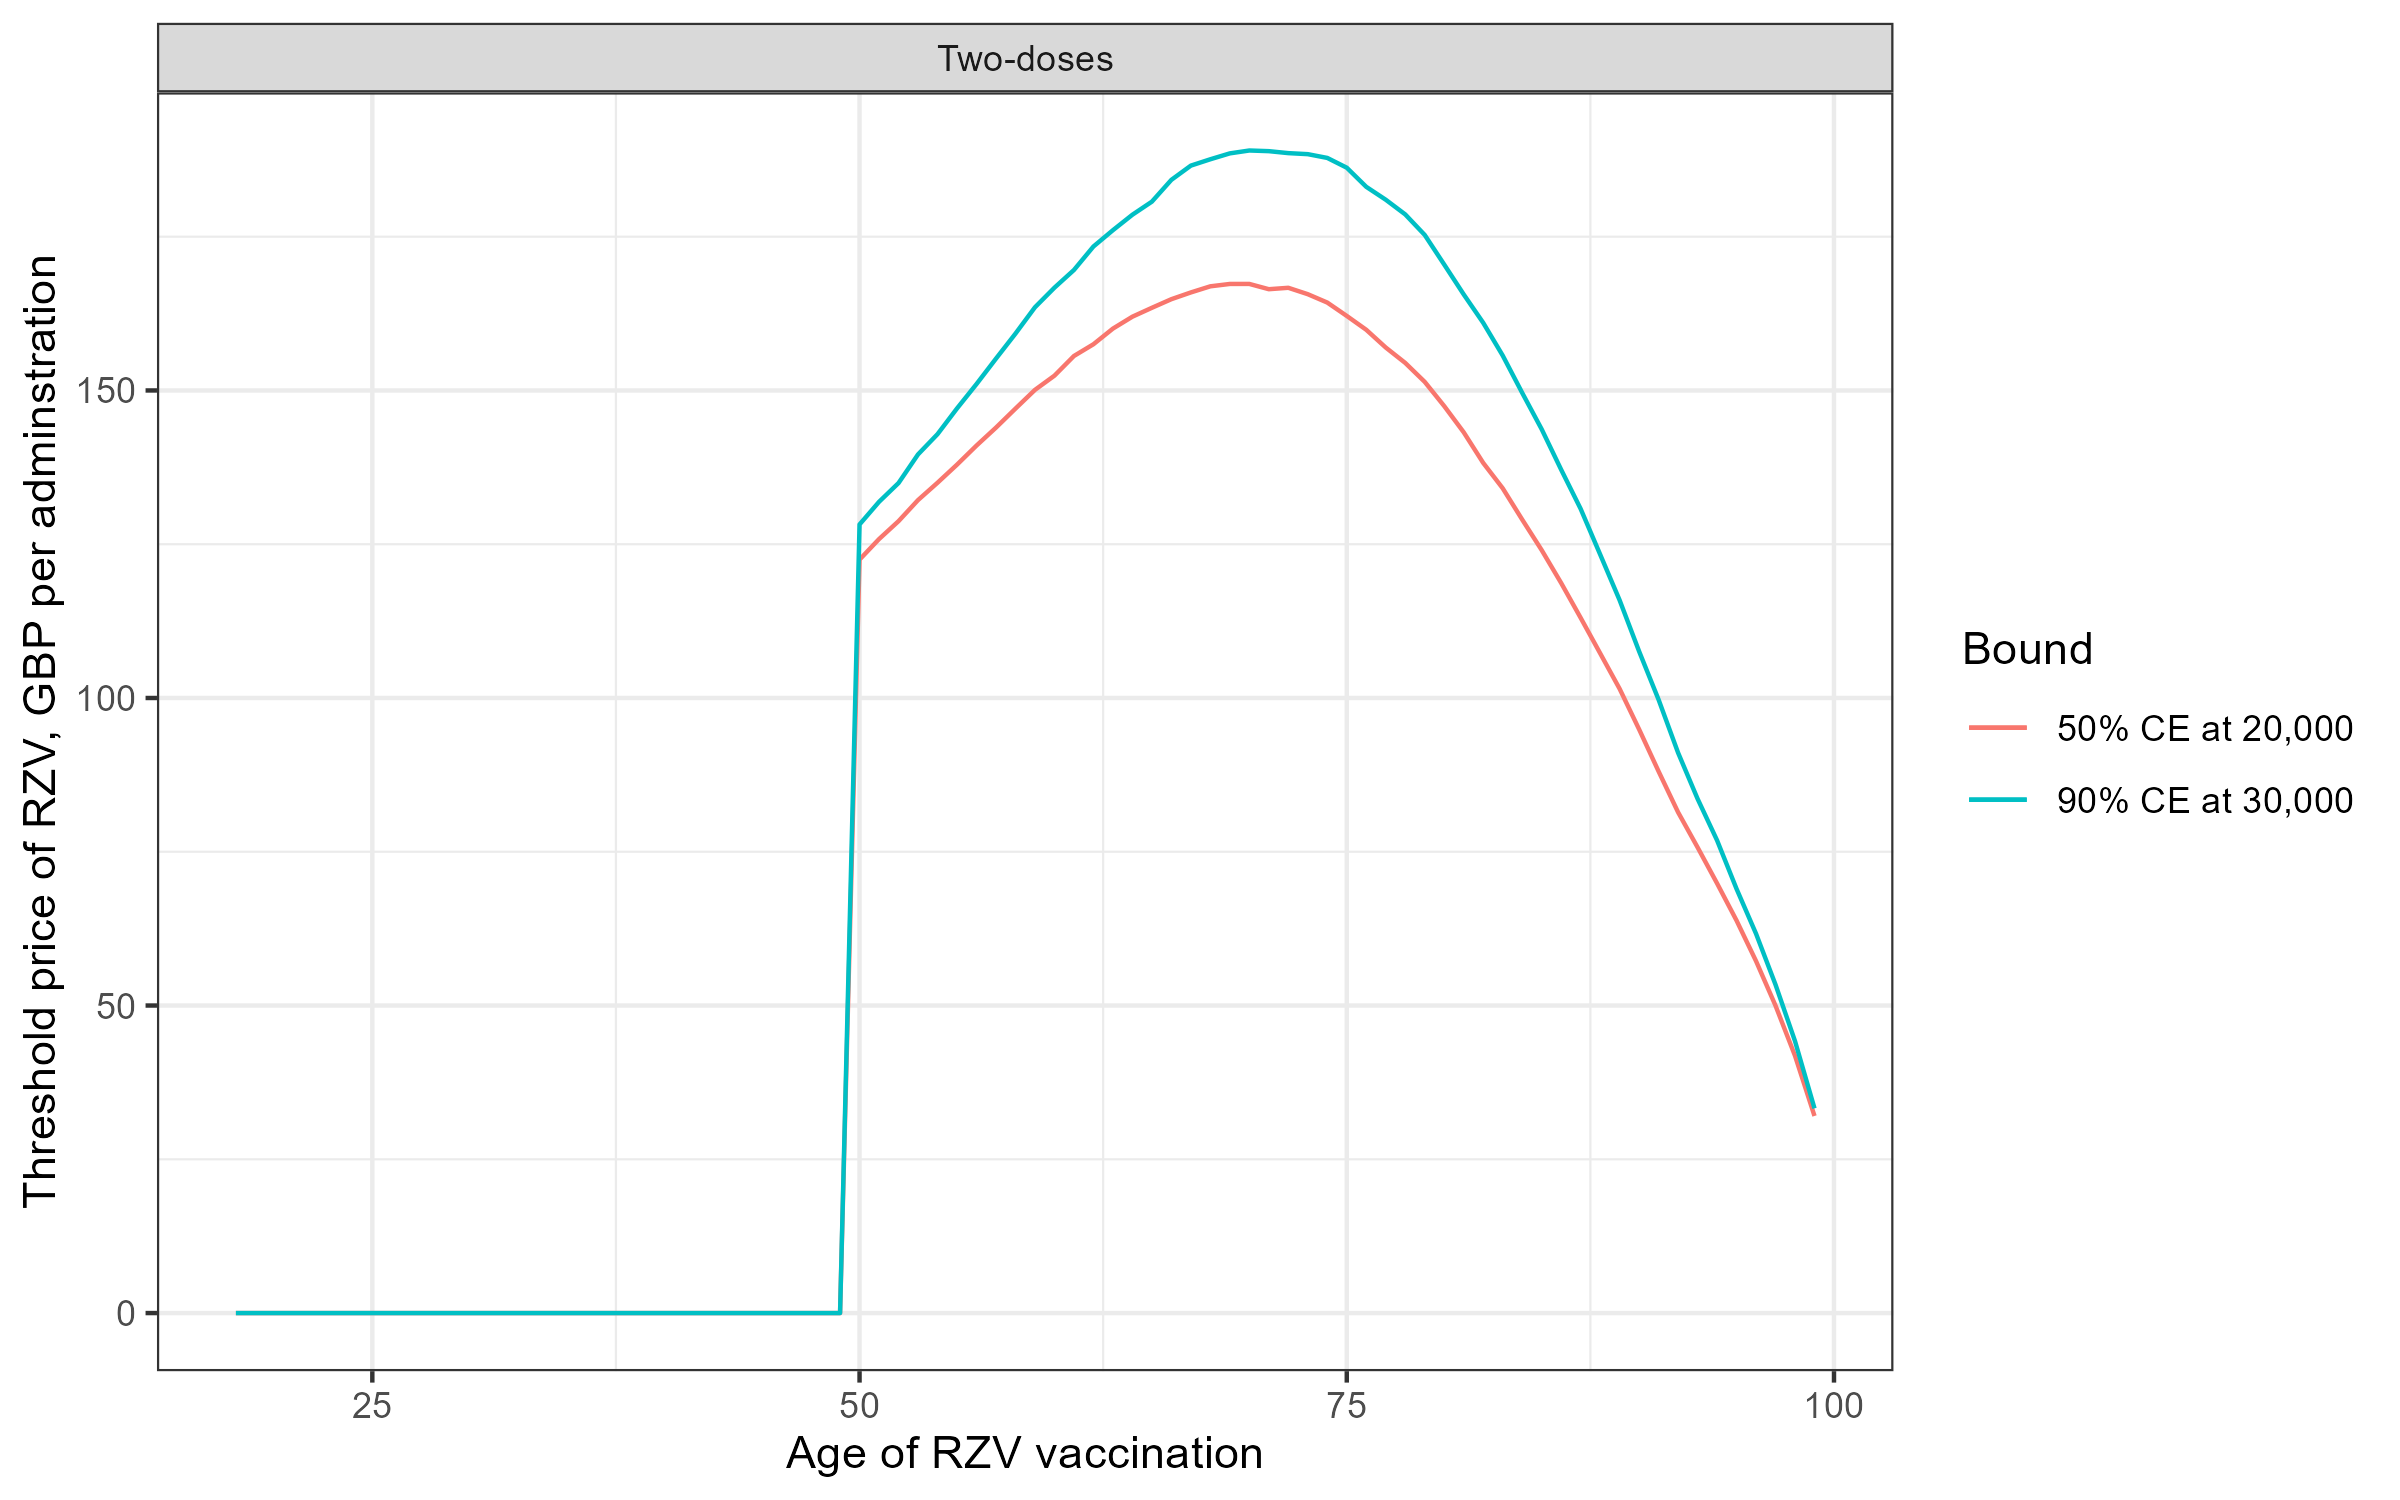 Two-doses
Threshold price of RZV, GBP per adminstration
150
100
50
0
25 50 75 100
Age of RZV vaccination
Bound
50% CE at 20,000
90% CE at 30,000